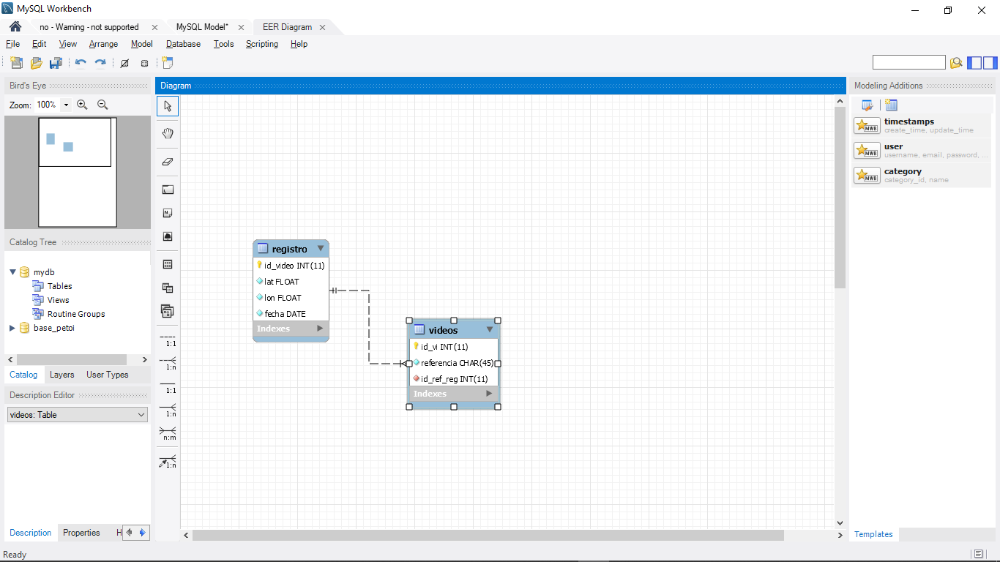 MySQL Workbench
no - Warning - not supported
MySQL Model*
EER Diagram
File Edit View Arrange Model Database Tools Scripting Help
Bird's Eye
Zoom: 100%
Catalog Tree
mydb
Tables
Views
Routine Groups
base_petoi
Catalog Layers User Types
Description Editor
videos: Table
Description Properties H
Ready
Diagram
1:1
1:n
1:1
1:n
n:m
1:n
registro
id_video INT(11)
lat FLOAT
lon FLOAT
fecha DATE
Indexes
videos
id_vi INT(11)
referencia CHAR(45)
id_ref_reg INT(11)
Indexes
Modeling Additions
MWB
timestamps
create_time, update_time
MWB
user
username, email, password, ...
MWB
category
category_id, name
Templates